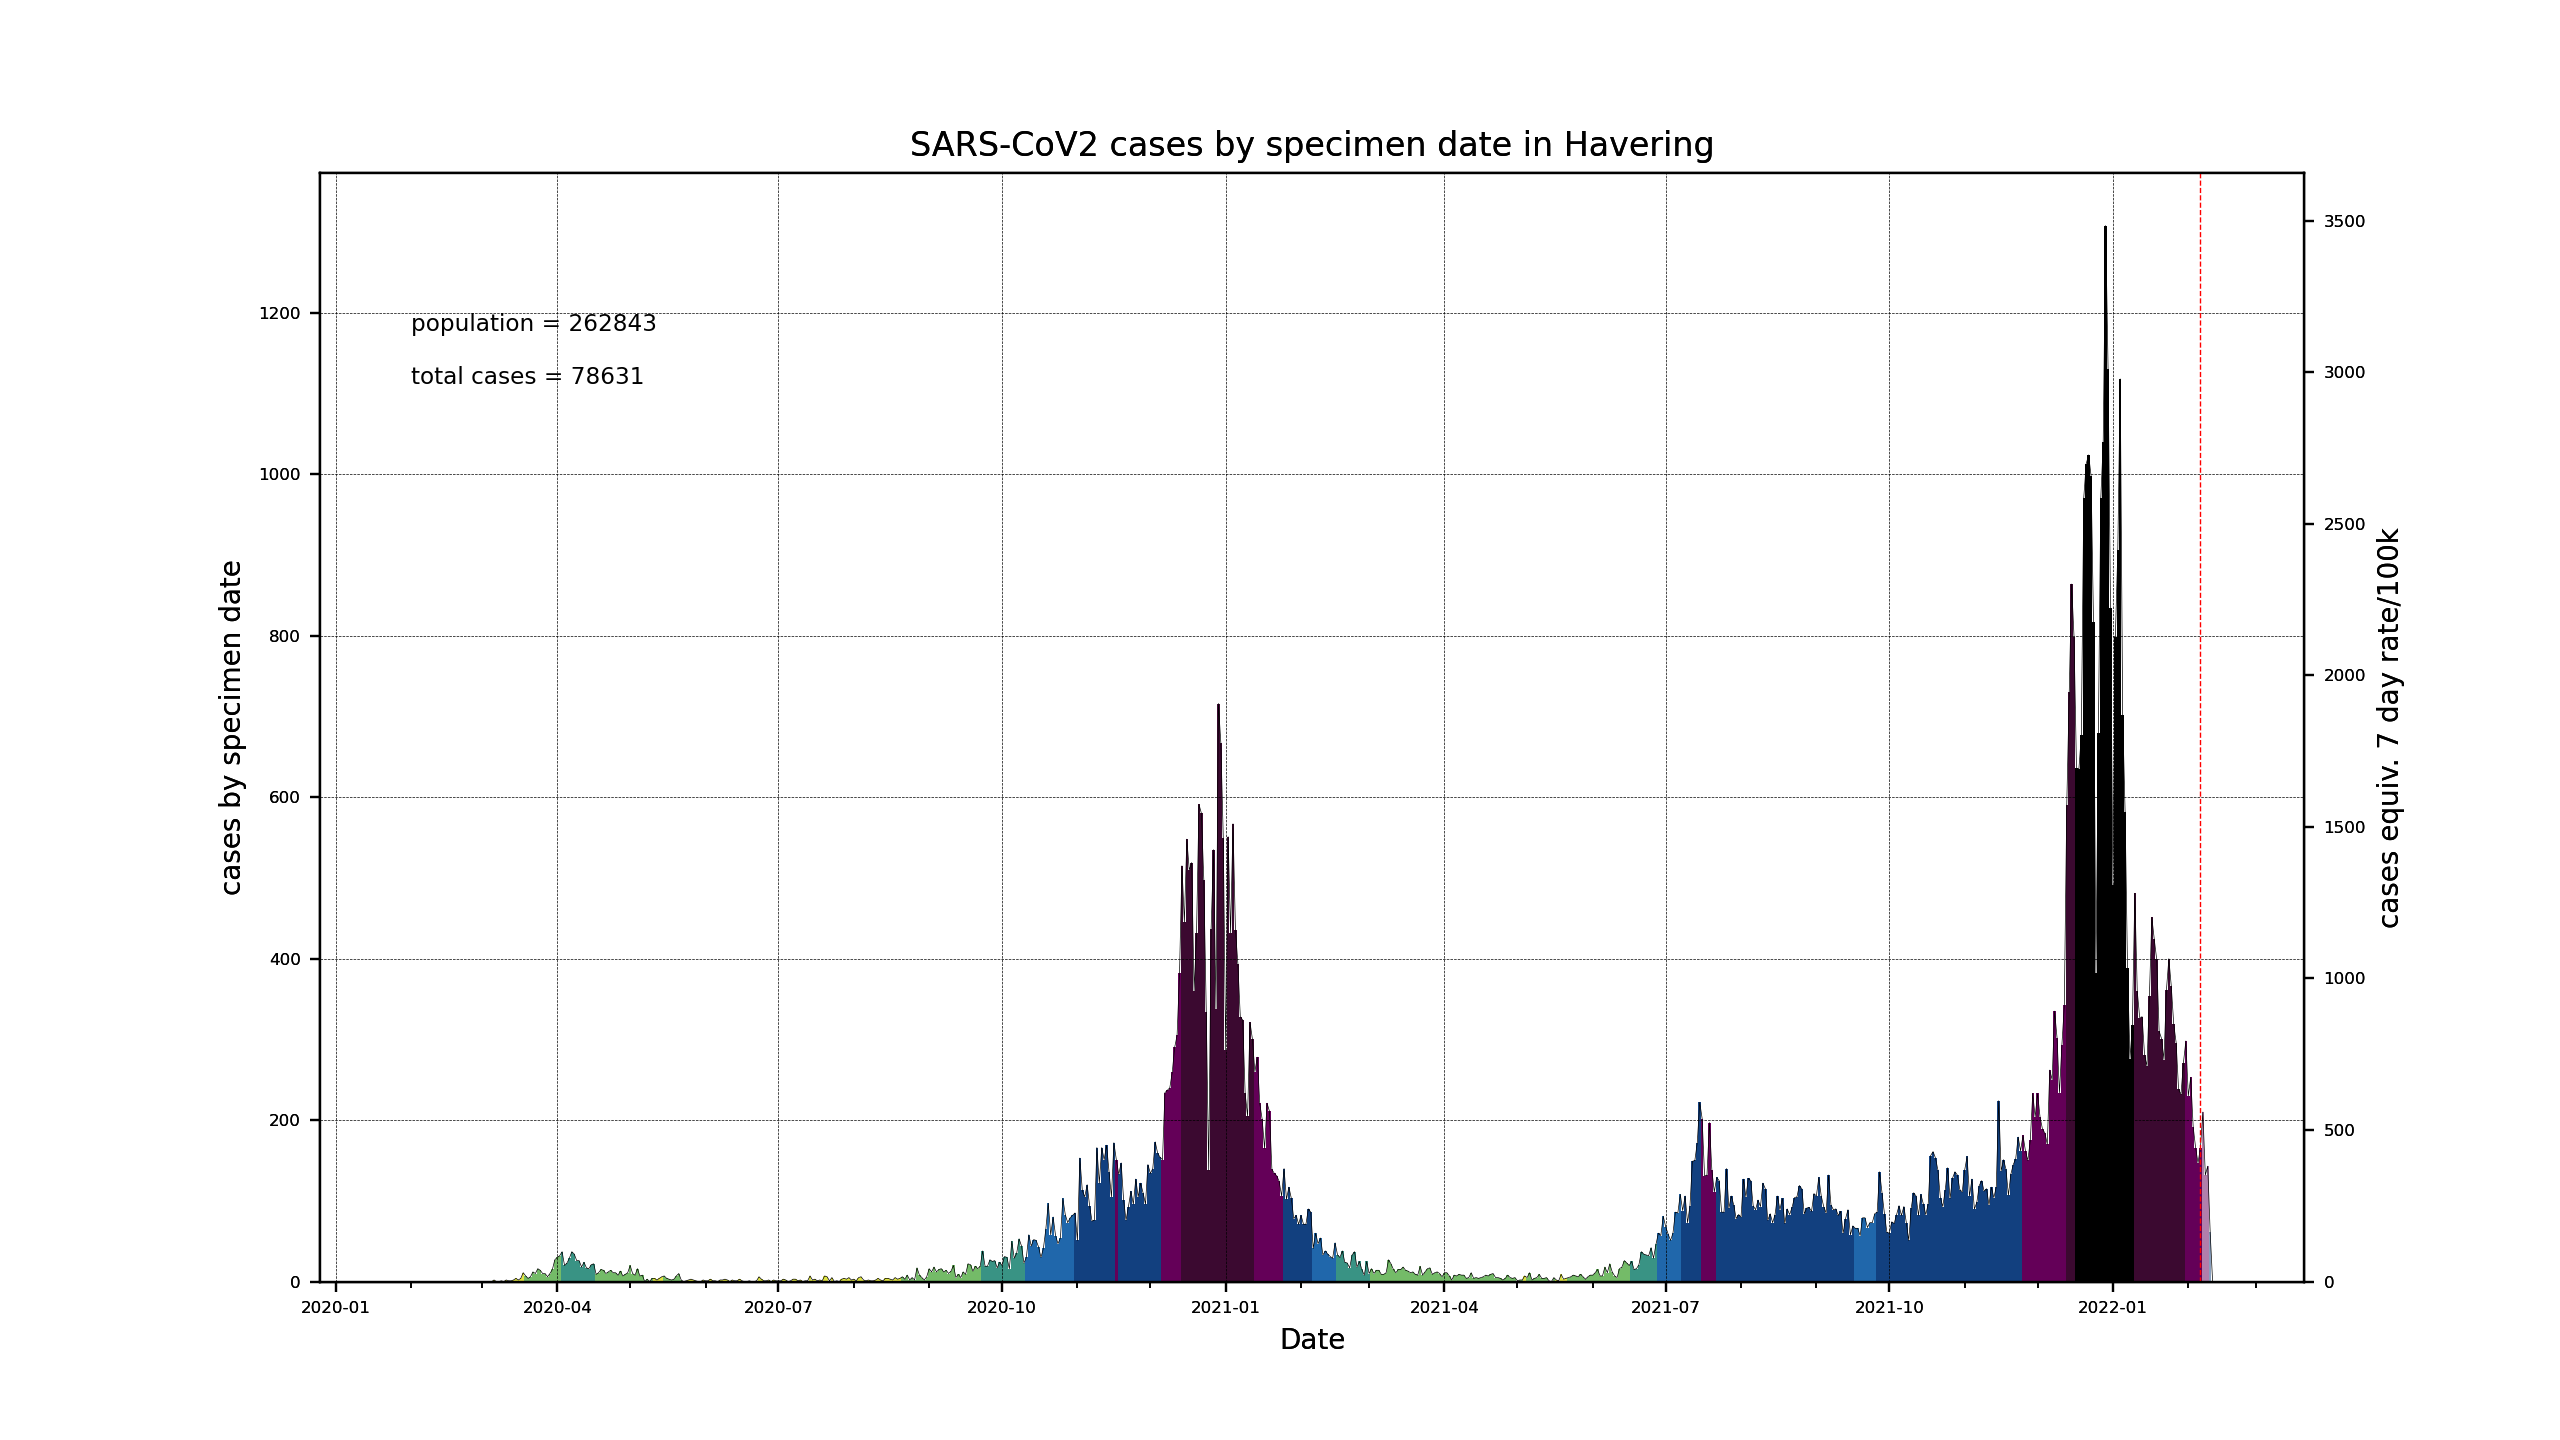 SARS-CoV2 cases by specimen date in Havering
population = 262843
total cases = 78631
cases by specimen date
0
200
400
600
800
1000
1200
cases equiv. 7 day rate/100k
0
500
1000
1500
2000
2500
3000
3500
2020-01 2020-04 2020-07 2020-10 2021-01 2021-04 2021-07 2021-10 2022-01
Date